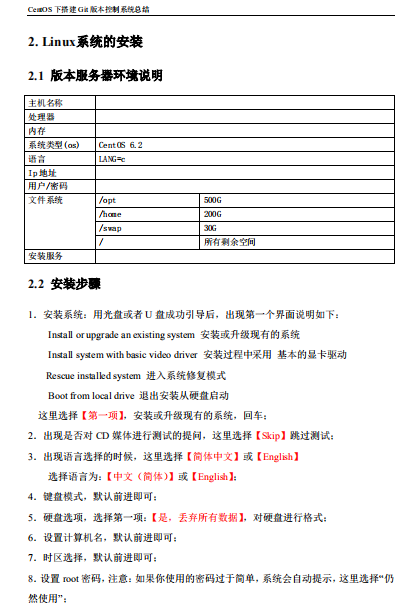 CentOS 下搭建 Git 版本控制系统总结
2. Linux系统的安装
2.1 版本服务器环境说明
主机名称
处理器
内存
系统类型(os) CentOS 6.2
语言 LANG=c
Ip地址
用户/密码
文件系统 /opt 500G
/home 200G
/swap 30G
/ 所有剩余空间
安装服务
2.2 安装步骤
1. 安装系统：用光盘或者 U 盘成功引导后，出现第一个界面说明如下：
Install or upgrade an existing system 安装或升级现有的系统
Install system with basic video driver 安装过程中采用 基本的显卡驱动
Rescue installed system 进入系统修复模式
Boot from local drive 退出安装从硬盘启动
这里选择【第一项】，安装或升级现有的系统，回车；
2. 出现是否对 CD 媒体进行测试的提问，这里选择【Skip】跳过测试；
3. 出现语言选择的时候，这里选择【简体中文】或【English】
选择语言为：【中文（简体）】或【English】；
4. 键盘模式，默认前进即可；
5. 硬盘选项，选择第一项：【是，丢弃所有数据】，对硬盘进行格式；
6. 设置计算机名，默认前进即可；
7. 时区选择，默认前进即可；
8. 设置 root 密码，注意：如果你使用的密码过于简单，系统会自动提示，这里选择“仍
然使用”；